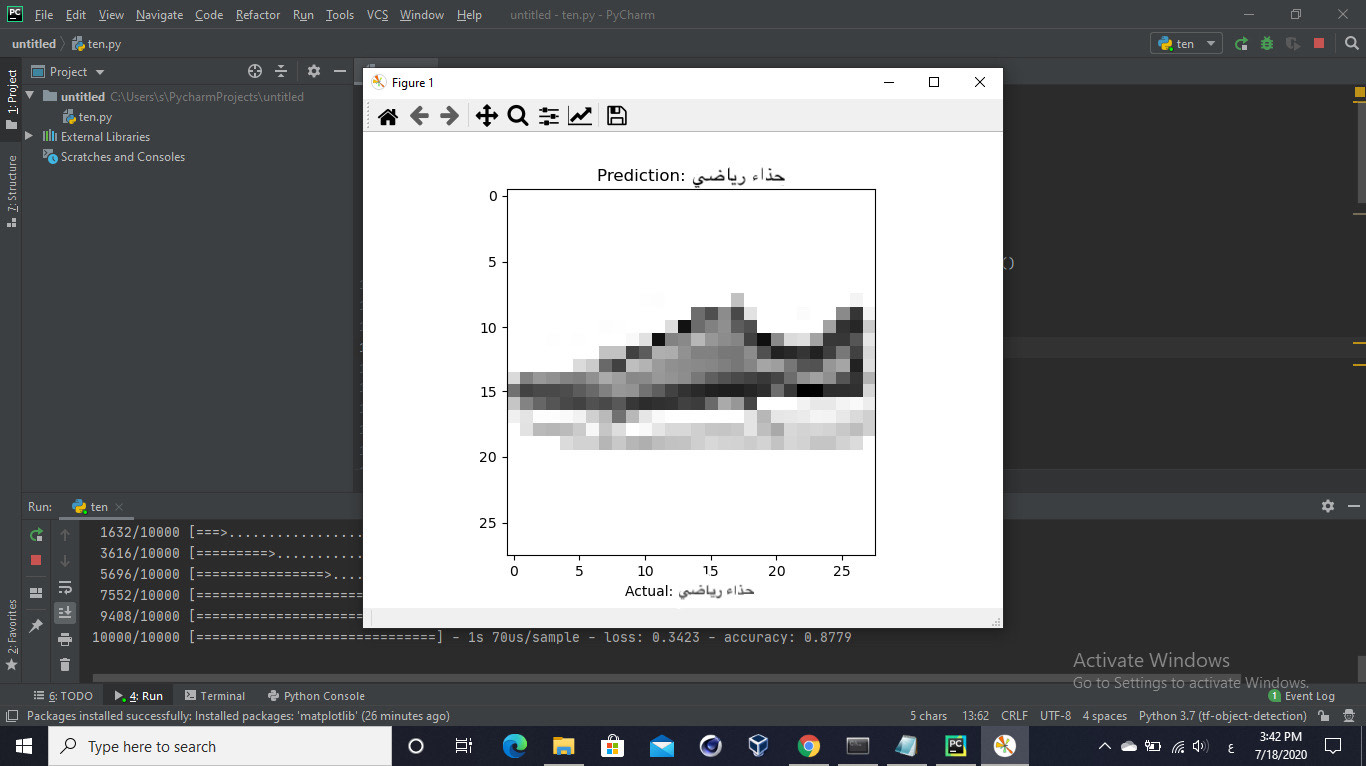 File Edit View Navigate Code Refactor Run Tools VCS Window Help untitled - ten.py - PyCharm
untitled ten.py
ten
Project
1: Project
7: Structure
2: Favorites
untitled C:\Users\s\PycharmProjects\untitled
ten.py
External Libraries
Scratches and Consoles
()
Figure 1
Prediction: حذاء رياضي
0
5
10
15
20
25
0 5 10 15 20 25
Actual: حذاء رياضي
Run: ten
1632/10000 [===>.................
3616/10000 [=========>...........
5696/10000 [================>....
7552/10000 [=====================
9408/10000 [=====================
10000/10000 [==============================] - 1s 70us/sample - loss: 0.3423 - accuracy: 0.8779
Activate Windows
Go to Settings to activate Windows.
6: TODO 4: Run Terminal Python Console 1 Event Log
Packages installed successfully: Installed packages: 'matplotlib' (26 minutes ago) 5 chars 13:62 CRLF UTF-8 4 spaces Python 3.7 (tf-object-detection)
Type here to search
ع
3:42 PM
7/18/2020